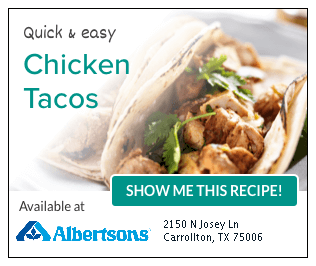 Quick & easy
Chicken
Tacos
SHOW ME THIS RECIPE!
Available at
Albertsons
2150 N Josey Ln
Carrollton, TX 75006